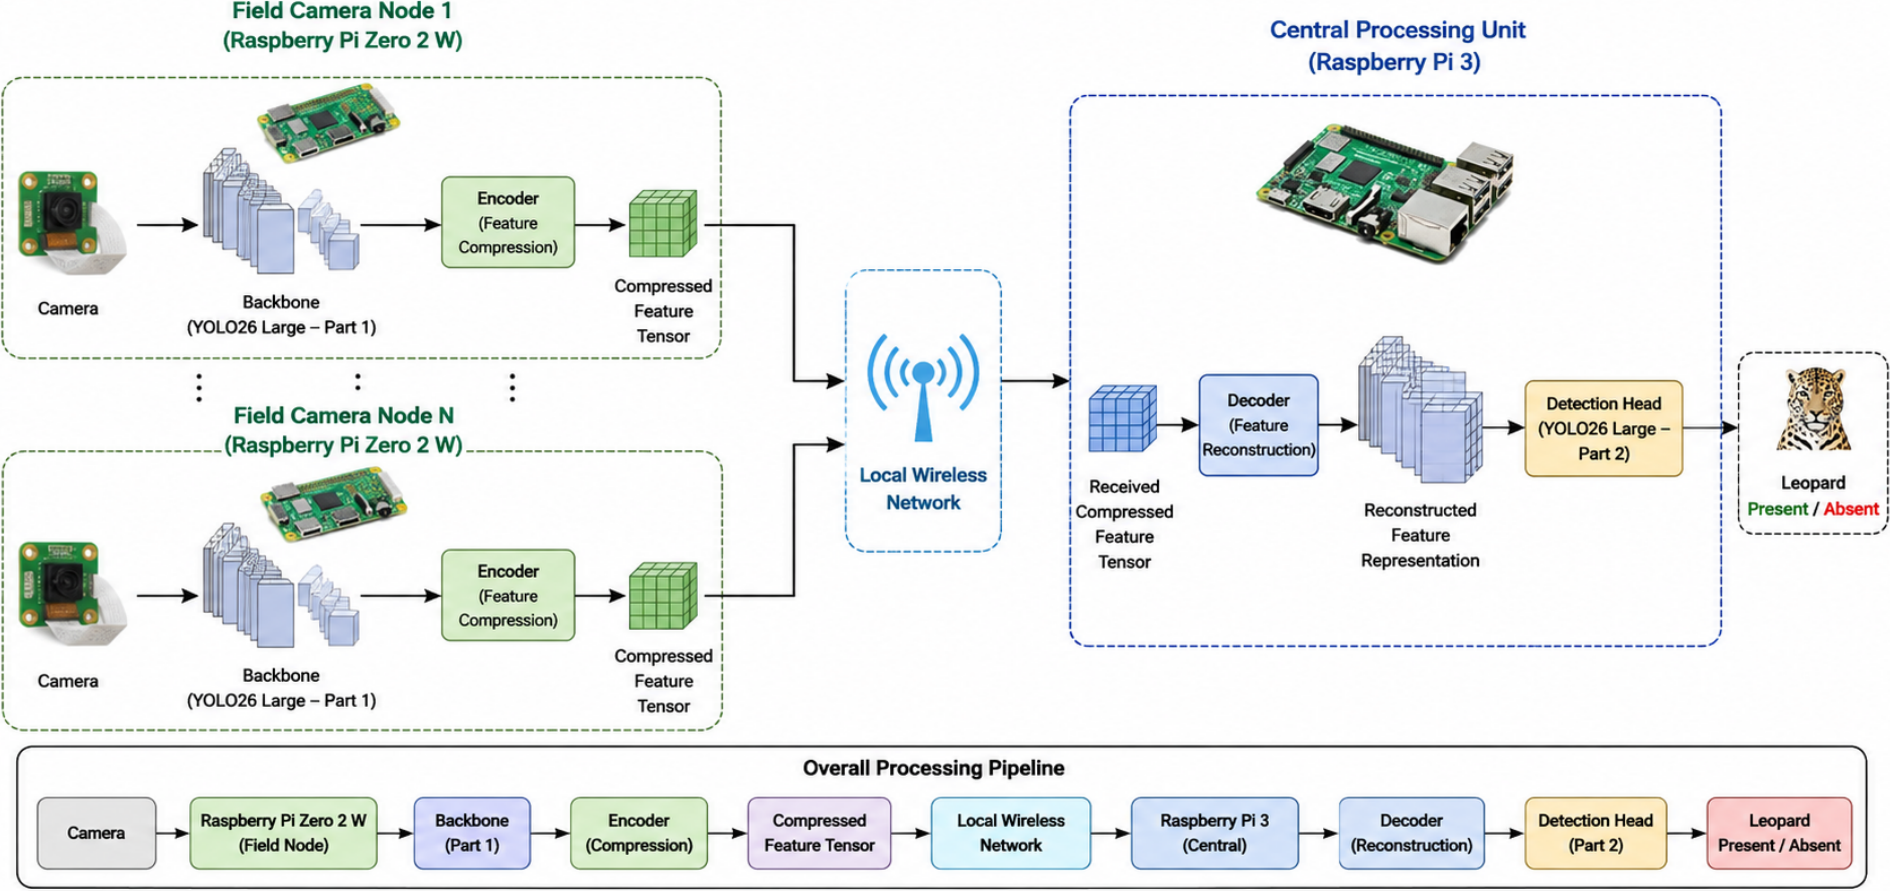 Field Camera Node 1
(Raspberry Pi Zero 2 W)
Camera
Backbone
(YOLO26 Large – Part 1)
Encoder
(Feature
Compression)
Compressed
Feature
Tensor
Field Camera Node N
(Raspberry Pi Zero 2 W)
Camera
Backbone
(YOLO26 Large – Part 1)
Encoder
(Feature
Compression)
Compressed
Feature
Tensor
Local Wireless
Network
Central Processing Unit
(Raspberry Pi 3)
Received
Compressed
Feature
Tensor
Decoder
(Feature
Reconstruction)
Reconstructed
Feature
Representation
Detection Head
(YOLO26 Large –
Part 2)
Leopard
Present / Absent
Overall Processing Pipeline
Camera
Raspberry Pi Zero 2 W
(Field Node)
Backbone
(Part 1)
Encoder
(Compression)
Compressed
Feature Tensor
Local Wireless
Network
Raspberry Pi 3
(Central)
Decoder
(Reconstruction)
Detection Head
(Part 2)
Leopard
Present / Absent